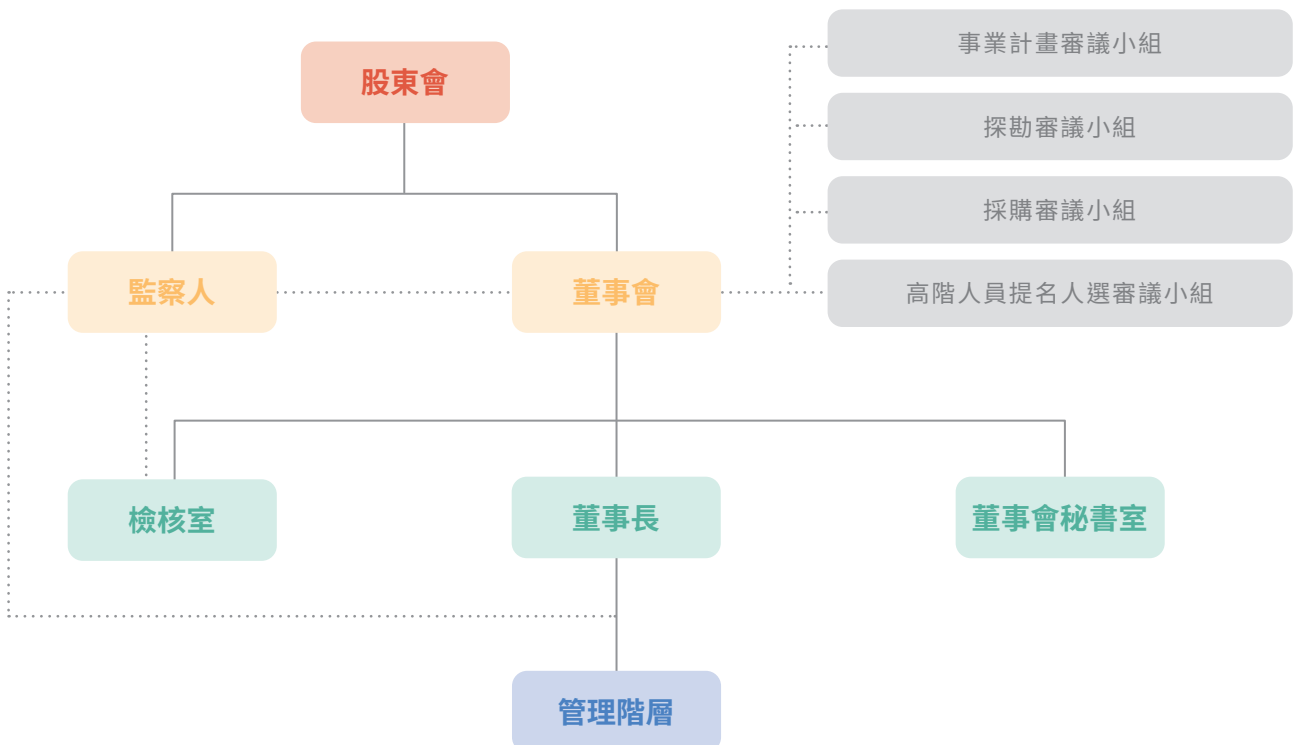 股東會
事業計畫審議小組
探勘審議小組
採購審議小組
高階人員提名人選審議小組
監察人
董事會
檢核室
董事長
董事會秘書室
管理階層